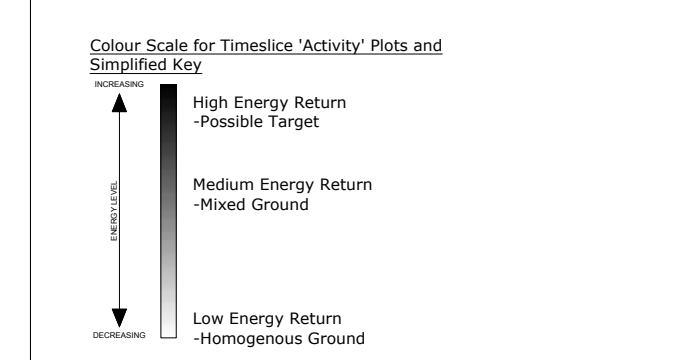 Colour Scale for Timeslice 'Activity' Plots and
Simplified Key
INCREASING
High Energy Return
-Possible Target
Medium Energy Return
-Mixed Ground
ENERGY LEVEL
Low Energy Return
-Homogenous Ground
DECREASING